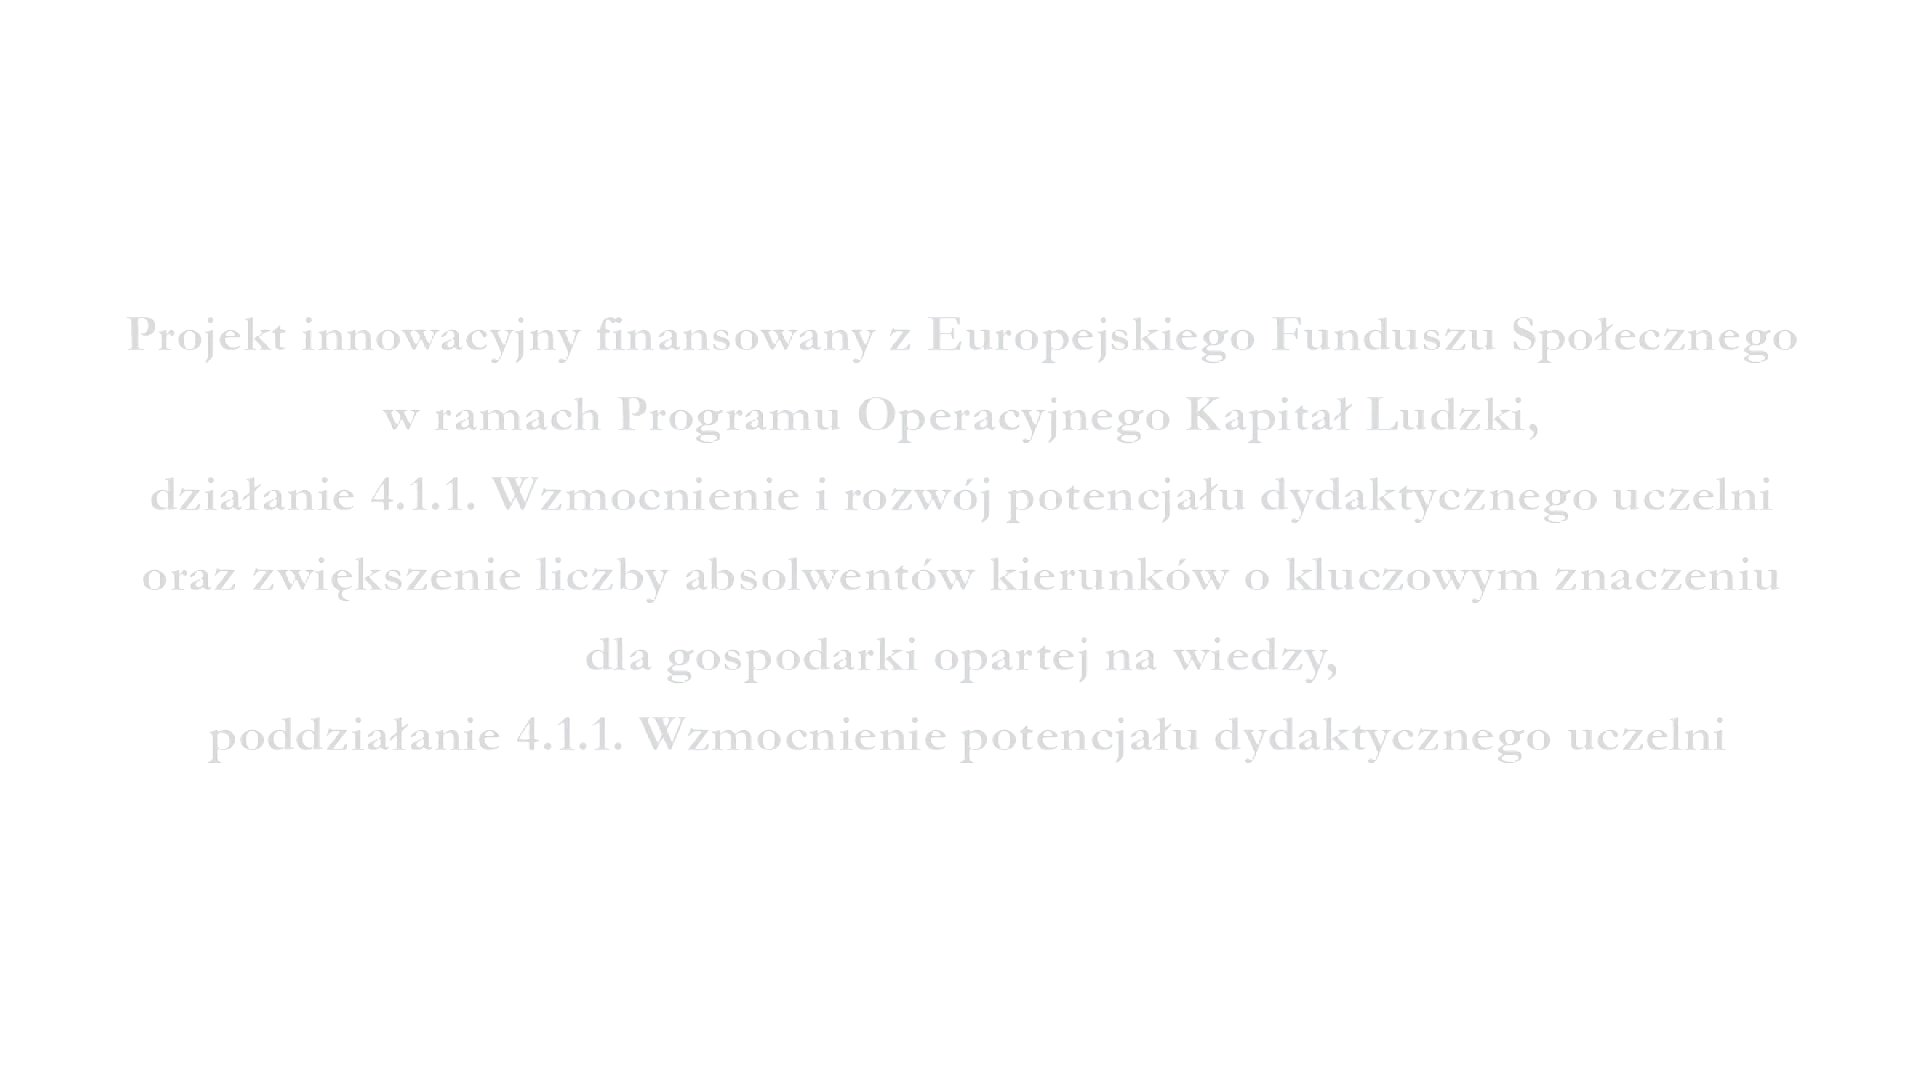 Projekt innowacyjny finansowany z Europejskiego Funduszu Społecznego
w ramach Programu Operacyjnego Kapitał Ludzki,
działanie 4.1.1. Wzmocnienie i rozwój potencjału dydaktycznego uczelni
oraz zwiększenie liczby absolwentów kierunków o kluczowym znaczeniu
dla gospodarki opartej na wiedzy,
poddziałanie 4.1.1. Wzmocnienie potencjału dydaktycznego uczelni